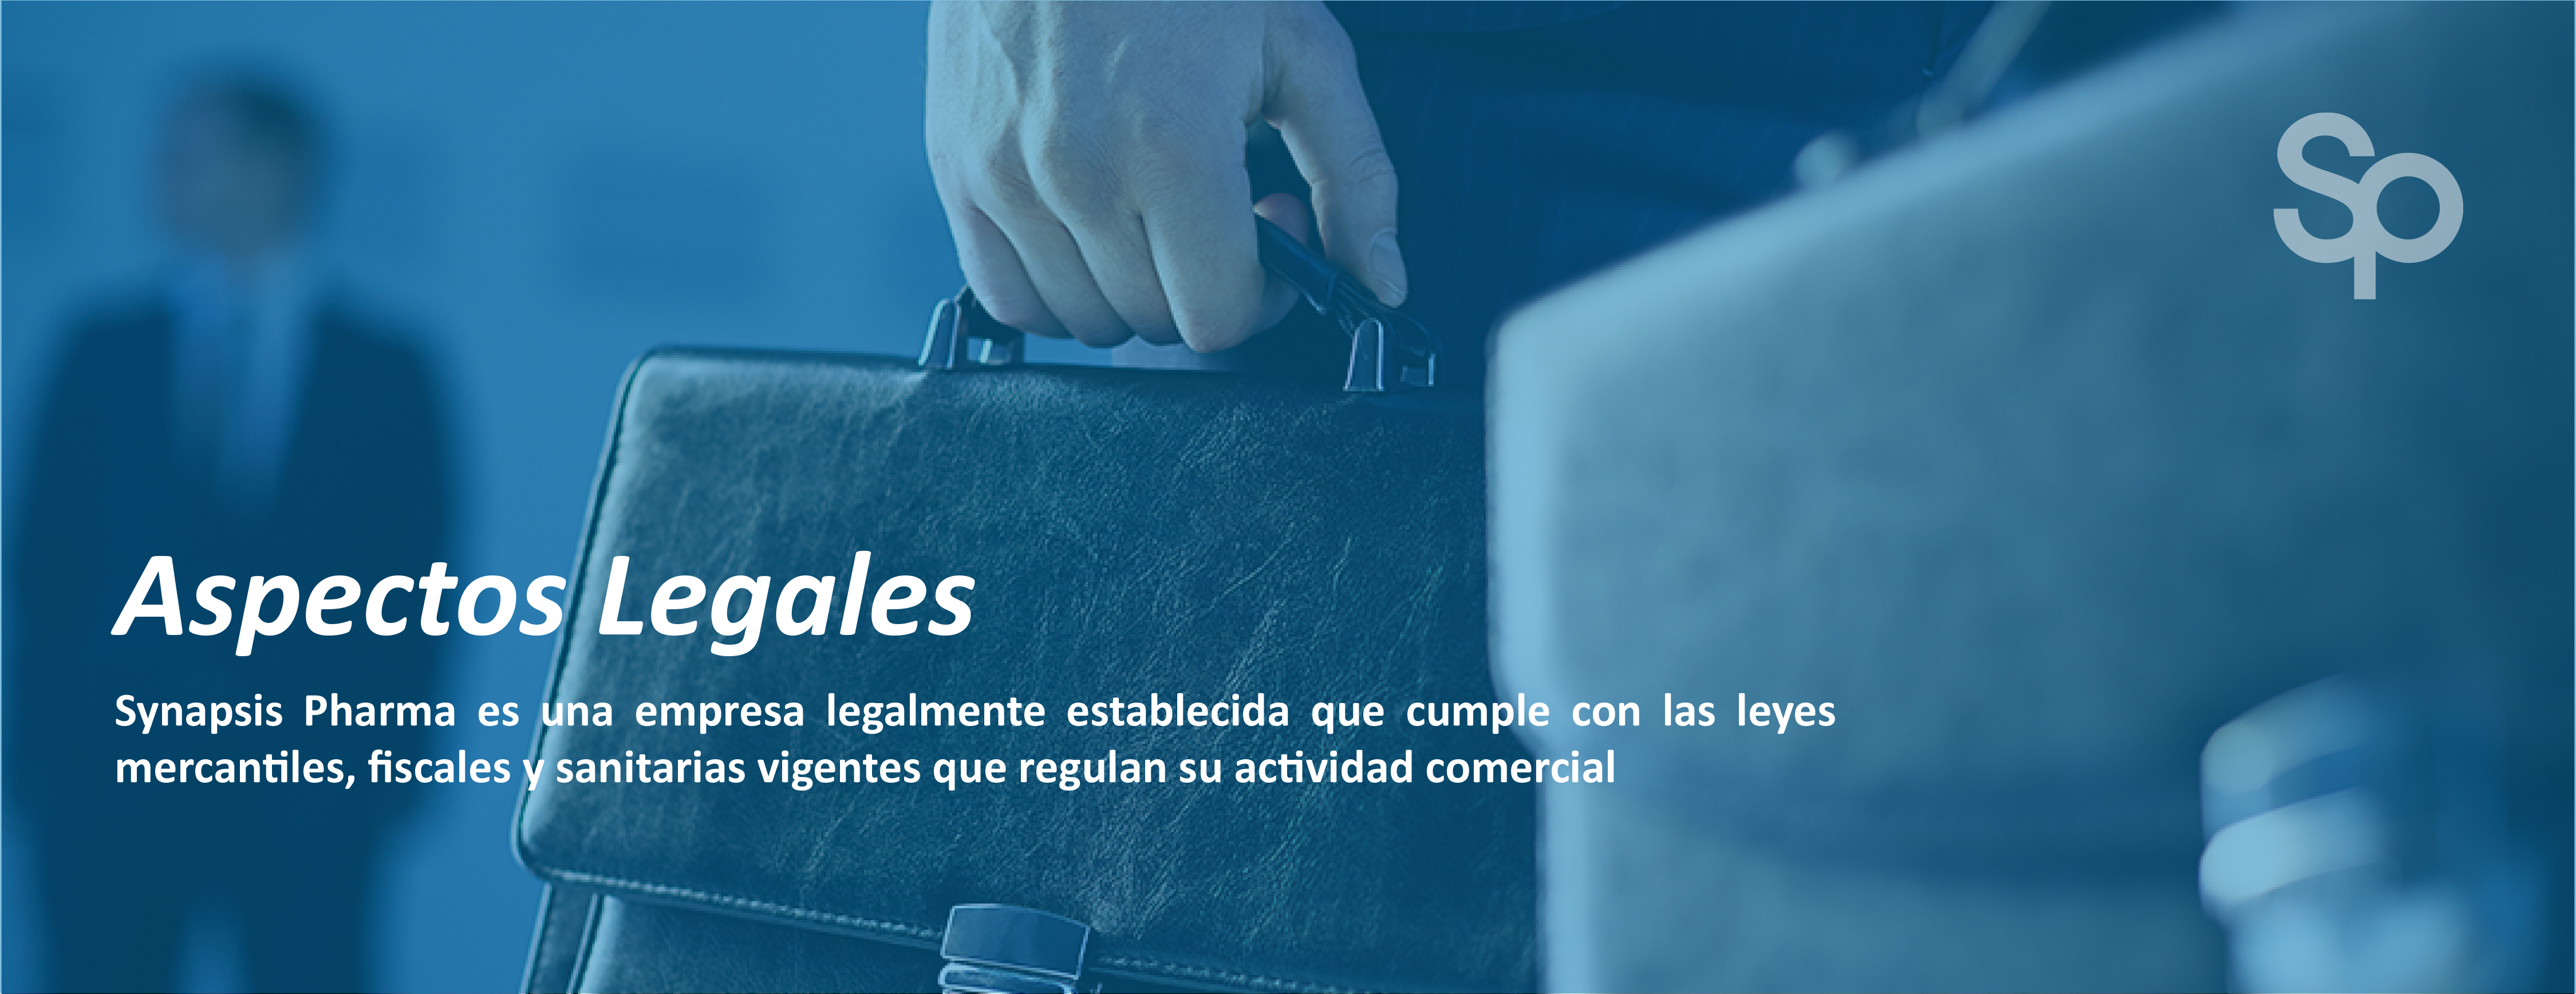 Sp
Aspectos Legales
Synapsis Pharma es una empresa legalmente establecida que cumple con las leyes
mercantiles, fiscales y sanitarias vigentes que regulan su actividad comercial